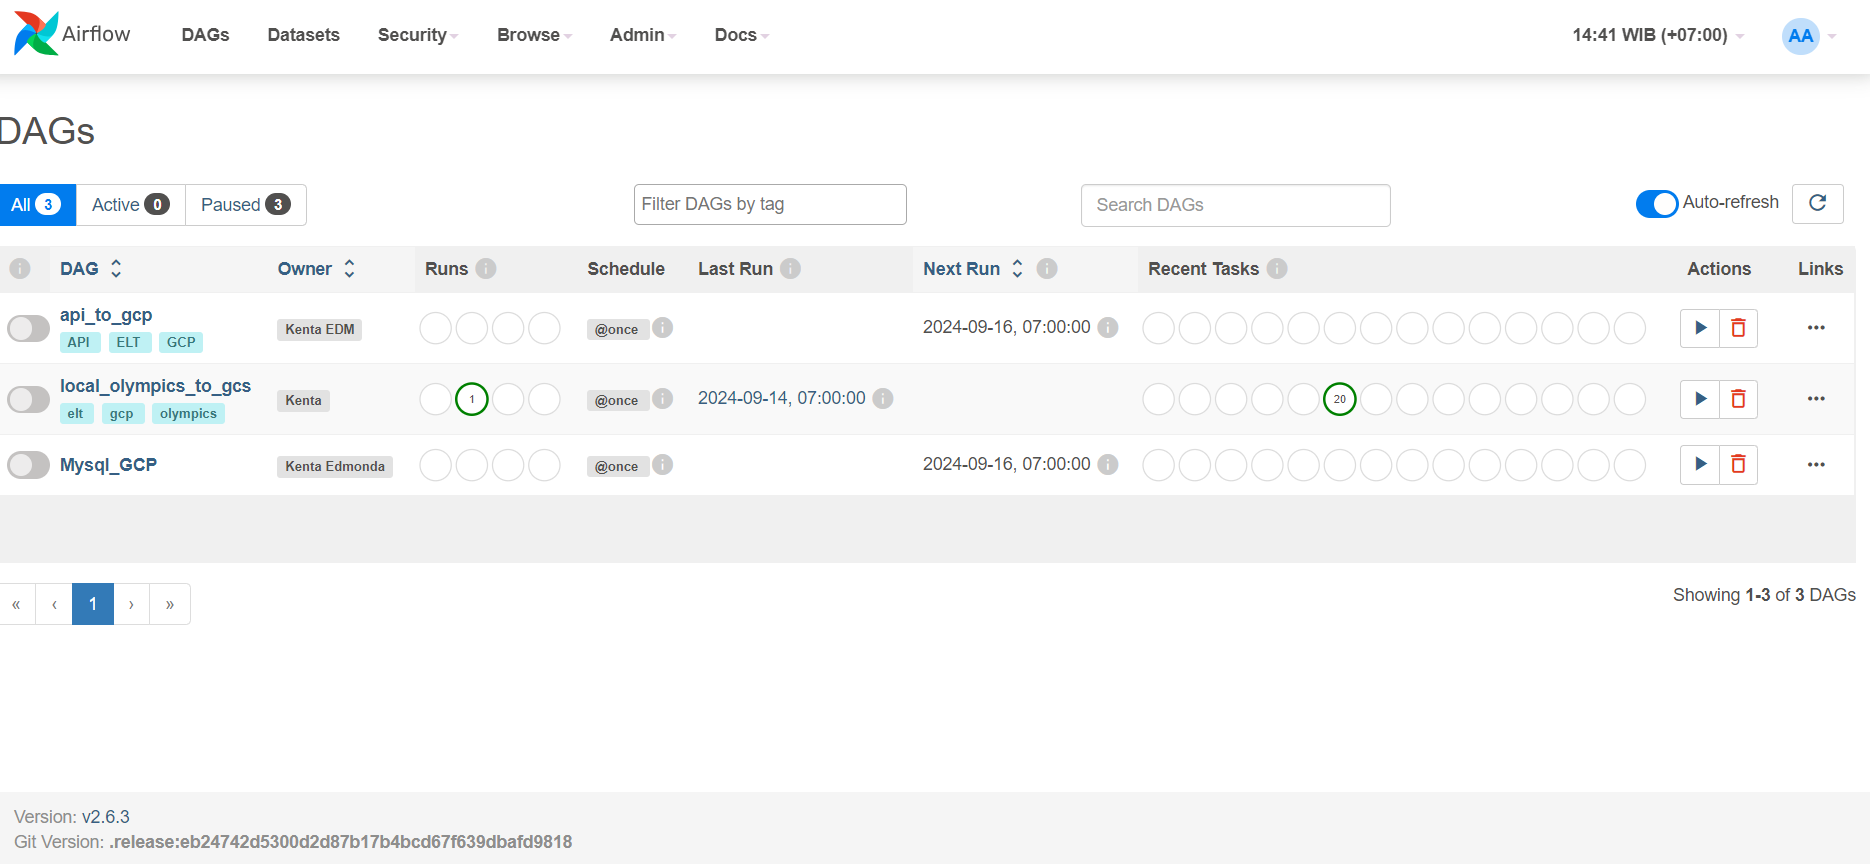 Airflow DAGs Datasets Security Browse Admin Docs 14:41 WIB (+07:00) AA
DAGs
All 3 Active 0 Paused 3 Filter DAGs by tag Search DAGs Auto-refresh
i DAG Owner Runs i Schedule Last Run i Next Run i Recent Tasks i Actions Links
api_to_gcp
Kenta EDM @once i 2024-09-16, 07:00:00 i ...
API ELT GCP
local_olympics_to_gcs
Kenta 1 @once i 2024-09-14, 07:00:00 i 20 ...
elt gcp olympics
Mysql_GCP Kenta Edmonda @once i 2024-09-16, 07:00:00 i ...
« ‹ 1 › » Showing 1-3 of 3 DAGs
Version: v2.6.3
Git Version: .release:eb24742d5300d2d87b17b4bcd67f639dbafd9818